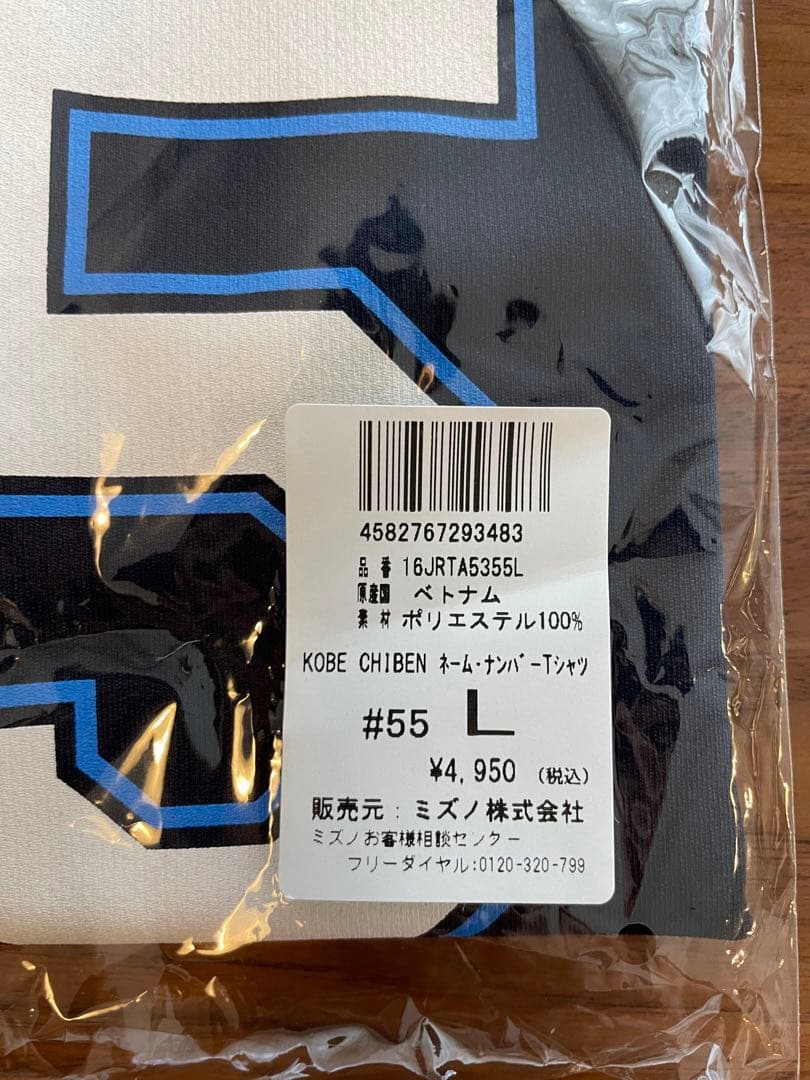 4582767293483
品番 16JRTA5355L
原産国 ベトナム
素材 ポリエステル100%
KOBE CHIBEN ネーム・ナンバーTシャツ
#55 L
¥4,950 (税込)
販売元:ミズノ株式会社
ミズノお客様相談センター
フリーダイヤル:0120-320-799